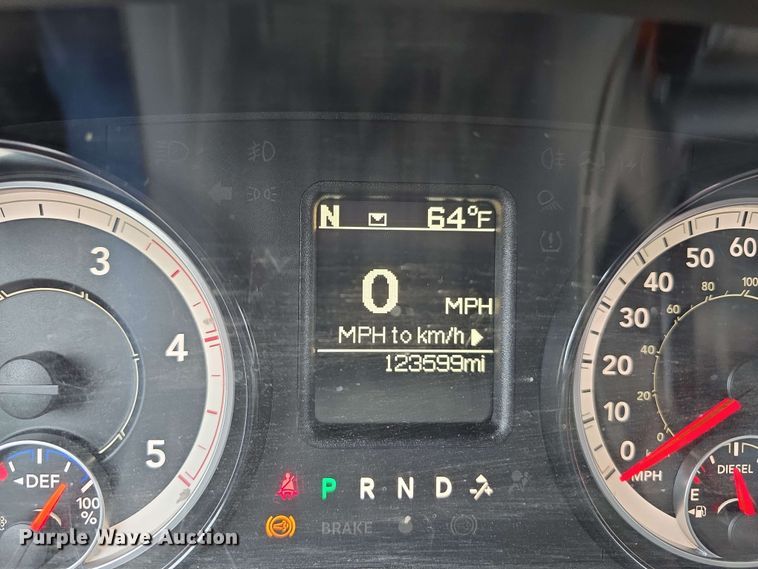 N 64°F
0 MPH
MPH to km/h
123599mi
3
4
5
DEF
100
%
60
50
40
30
20
10
0
MPH
100
80
60
40
20
0
DIESEL
E
P R N D
BRAKE
Purple Wave Auction